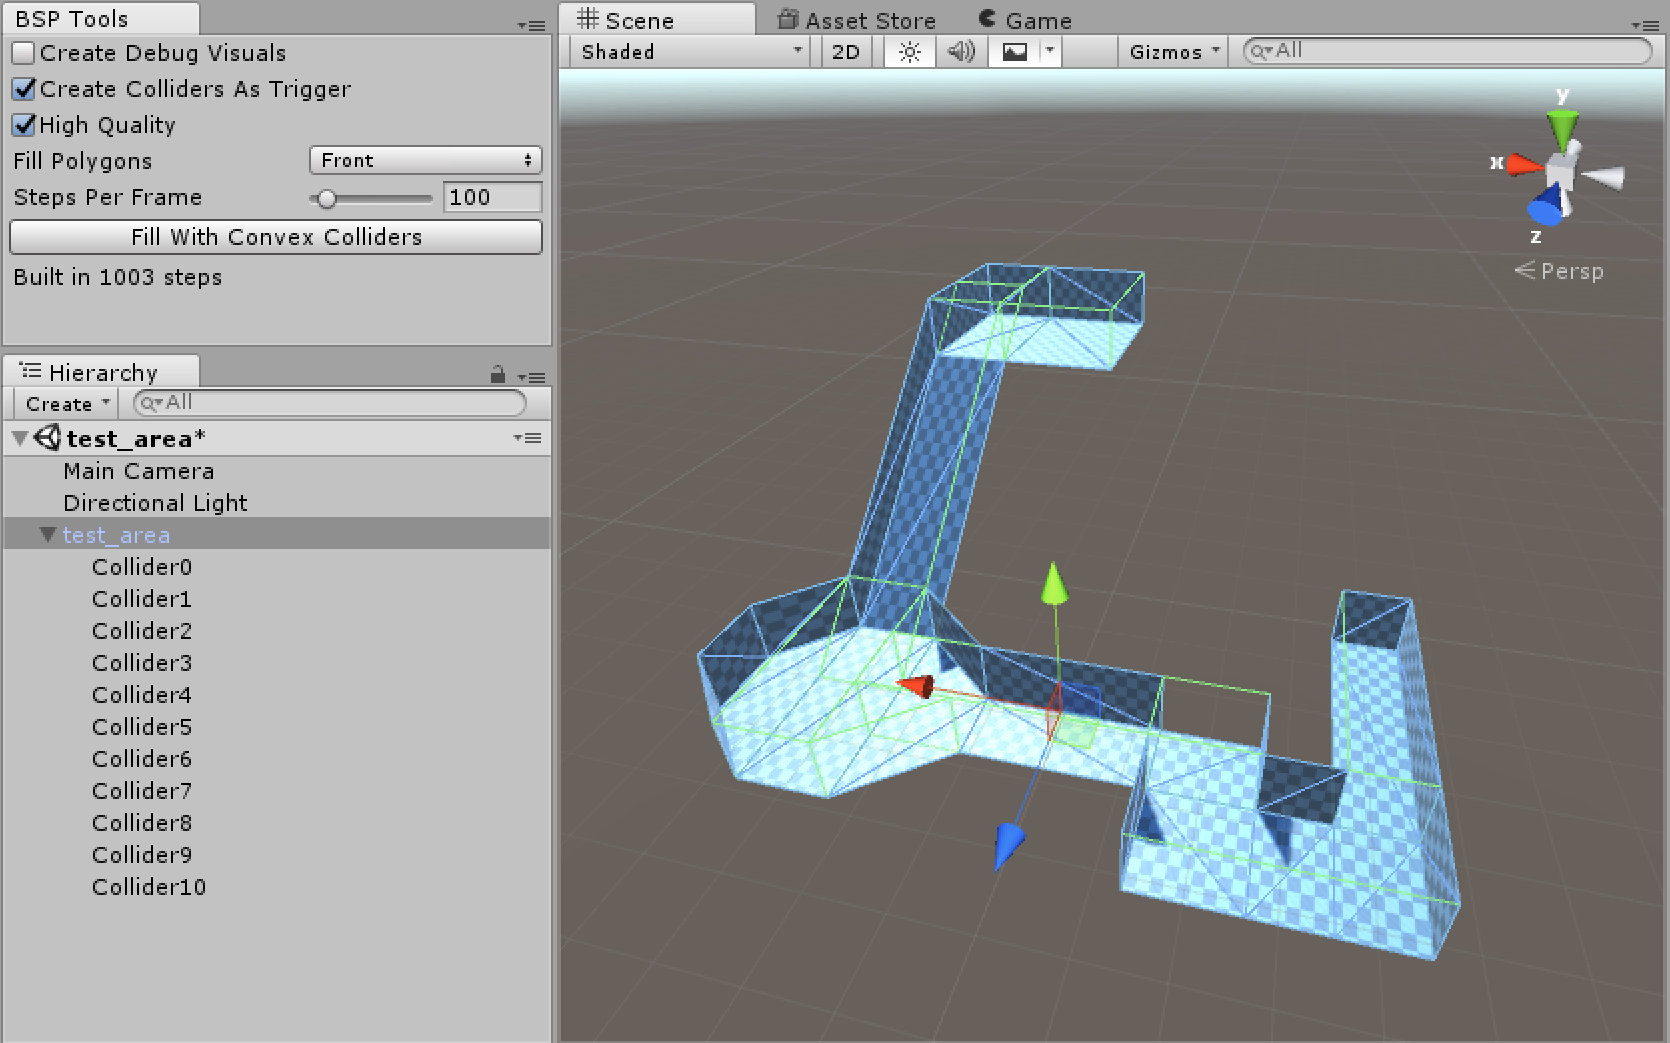 BSP Tools
Create Debug Visuals
Create Colliders As Trigger
High Quality
Fill Polygons Front
Steps Per Frame 100
Fill With Convex Colliders
Built in 1003 steps
Hierarchy
Create All
test_area*
Main Camera
Directional Light
test_area
Collider0
Collider1
Collider2
Collider3
Collider4
Collider5
Collider6
Collider7
Collider8
Collider9
Collider10
Scene Asset Store Game
Shaded 2D Gizmos All
y
x
z
Persp